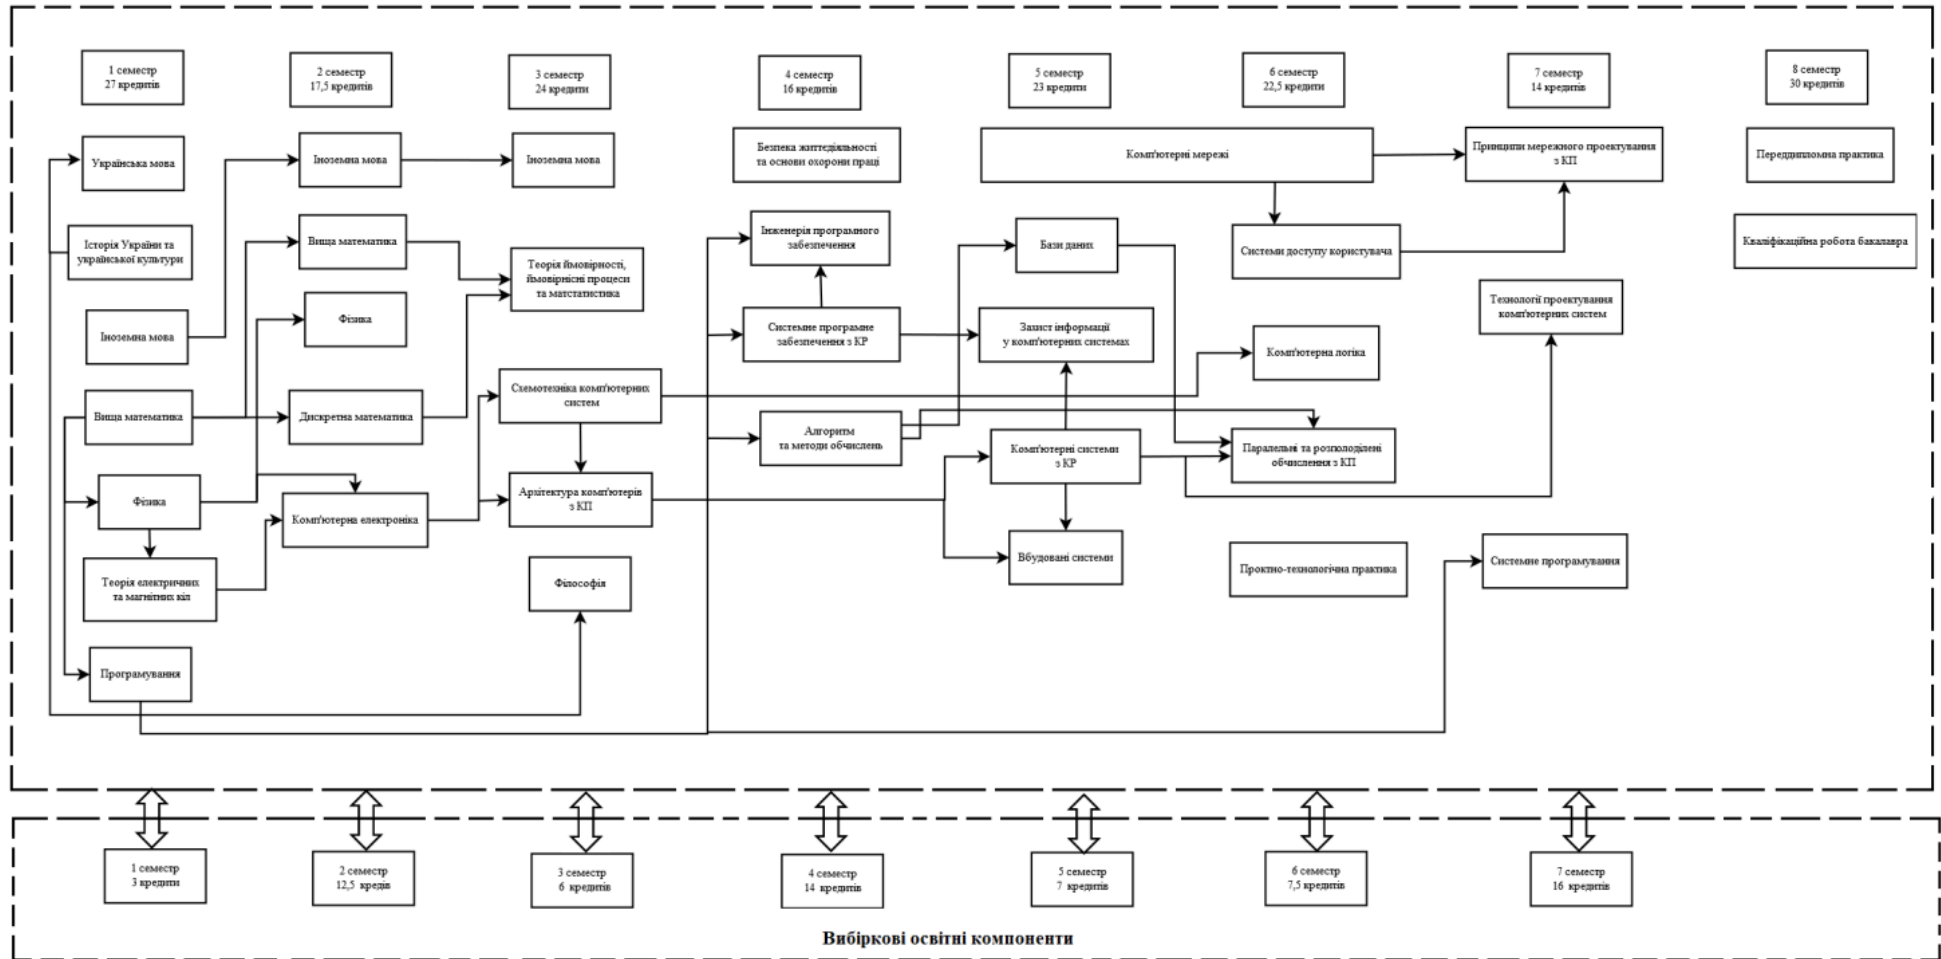 1 семестр
27 кредитів
2 семестр
17,5 кредитів
3 семестр
24 кредити
4 семестр
16 кредитів
5 семестр
23 кредити
6 семестр
22,5 кредити
7 семестр
14 кредитів
8 семестр
30 кредитів
Українська мова
Іноземна мова
Іноземна мова
Безпека життєдіяльності
та основи охорони праці
Комп'ютерні мережі
Принципи мережного проектування
з КП
Переддипломна практика
Історія України та
української культури
Вища математика
Теорія ймовірності,
ймовірнісні процеси
та матстатистика
Інженерія програмного
забезпечення
Бази даних
Системи доступу користувача
Кваліфікаційна робота бакалавра
Іноземна мова
Фізика
Системне програмне
забезпечення з КР
Захист інформації
у комп'ютерних системах
Комп'ютерна логіка
Технології проектування
комп'ютерних систем
Вища математика
Дискретна математика
Схемотехніка комп'ютерних
систем
Алгоритм
та методи обчислень
Комп'ютерні системи
з КР
Паралельні та розполоділені
обчислення з КП
Фізика
Комп'ютерна електроніка
Архітектура комп'ютерів
з КП
Вбудовані системи
Проктно-технологічна практика
Системне програмування
Теорія електричних
та магнітних кіл
Філософія
Програмування
1 семестр
3 кредити
2 семестр
12,5 кредів
3 семестр
6 кредитів
4 семестр
14 кредитів
5 семестр
7 кредитів
6 семестр
7,5 кредитів
7 семестр
16 кредитів
Вибіркові освітні компоненти